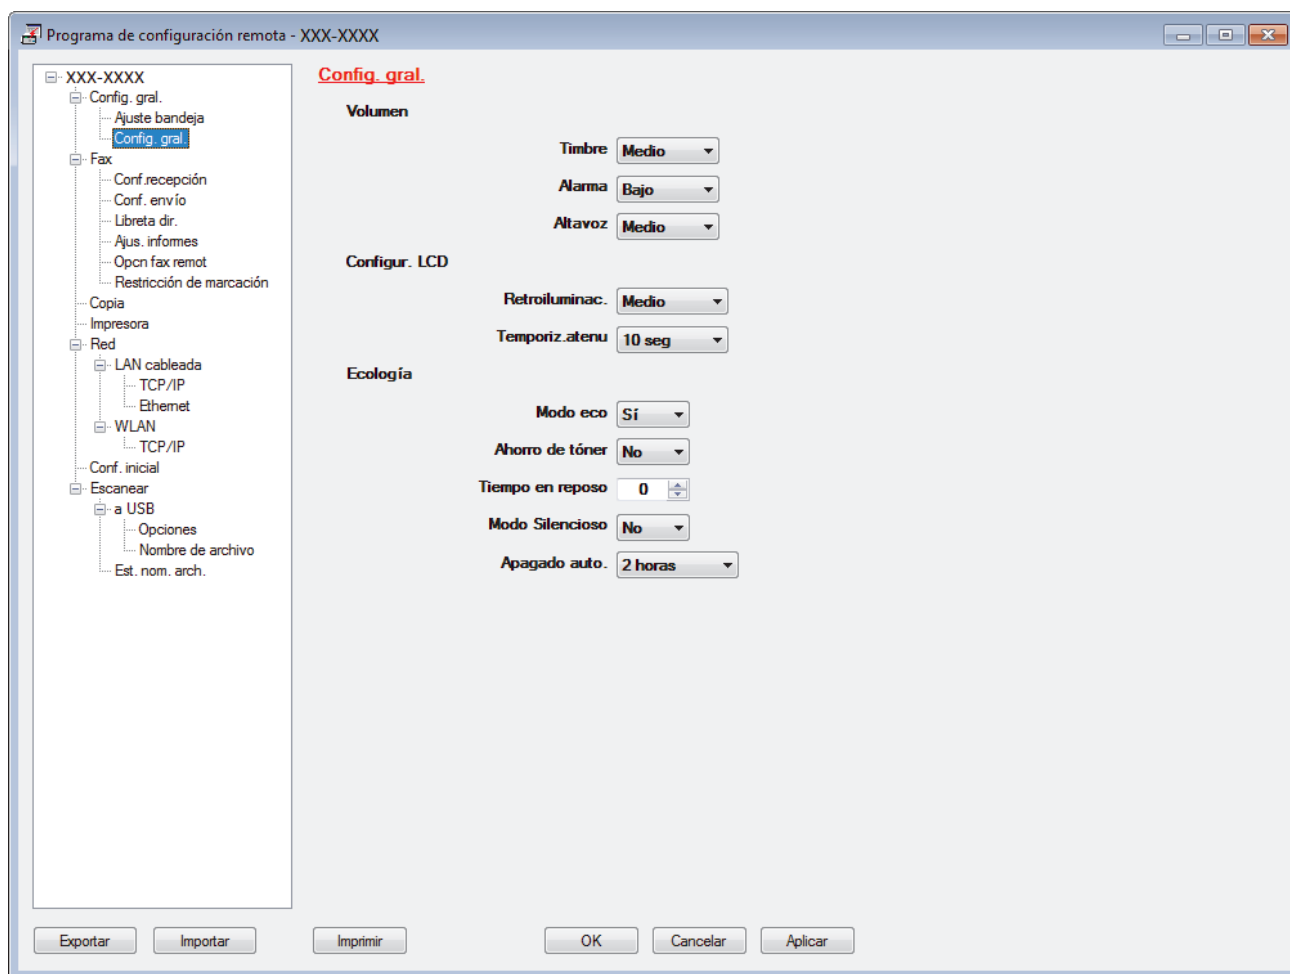 Programa de configuración remota - XXX-XXXX
XXX-XXXX
Config. gral.
Ajuste bandeja
Config. gral.
Fax
Conf.recepción
Conf. envío
Libreta dir.
Ajus. informes
Opcn fax remot
Restricción de marcación
Copia
Impresora
Red
LAN cableada
TCP/IP
Ethernet
WLAN
TCP/IP
Conf. inicial
Escanear
a USB
Opciones
Nombre de archivo
Est. nom. arch.
Config. gral.
Volumen
Timbre Medio
Alarma Bajo
Altavoz Medio
Configur. LCD
Retroiluminac. Medio
Temporiz.atenu 10 seg
Ecología
Modo eco Sí
Ahorro de tóner No
Tiempo en reposo 0
Modo Silencioso No
Apagado auto. 2 horas
Exportar Importar Imprimir OK Cancelar Aplicar